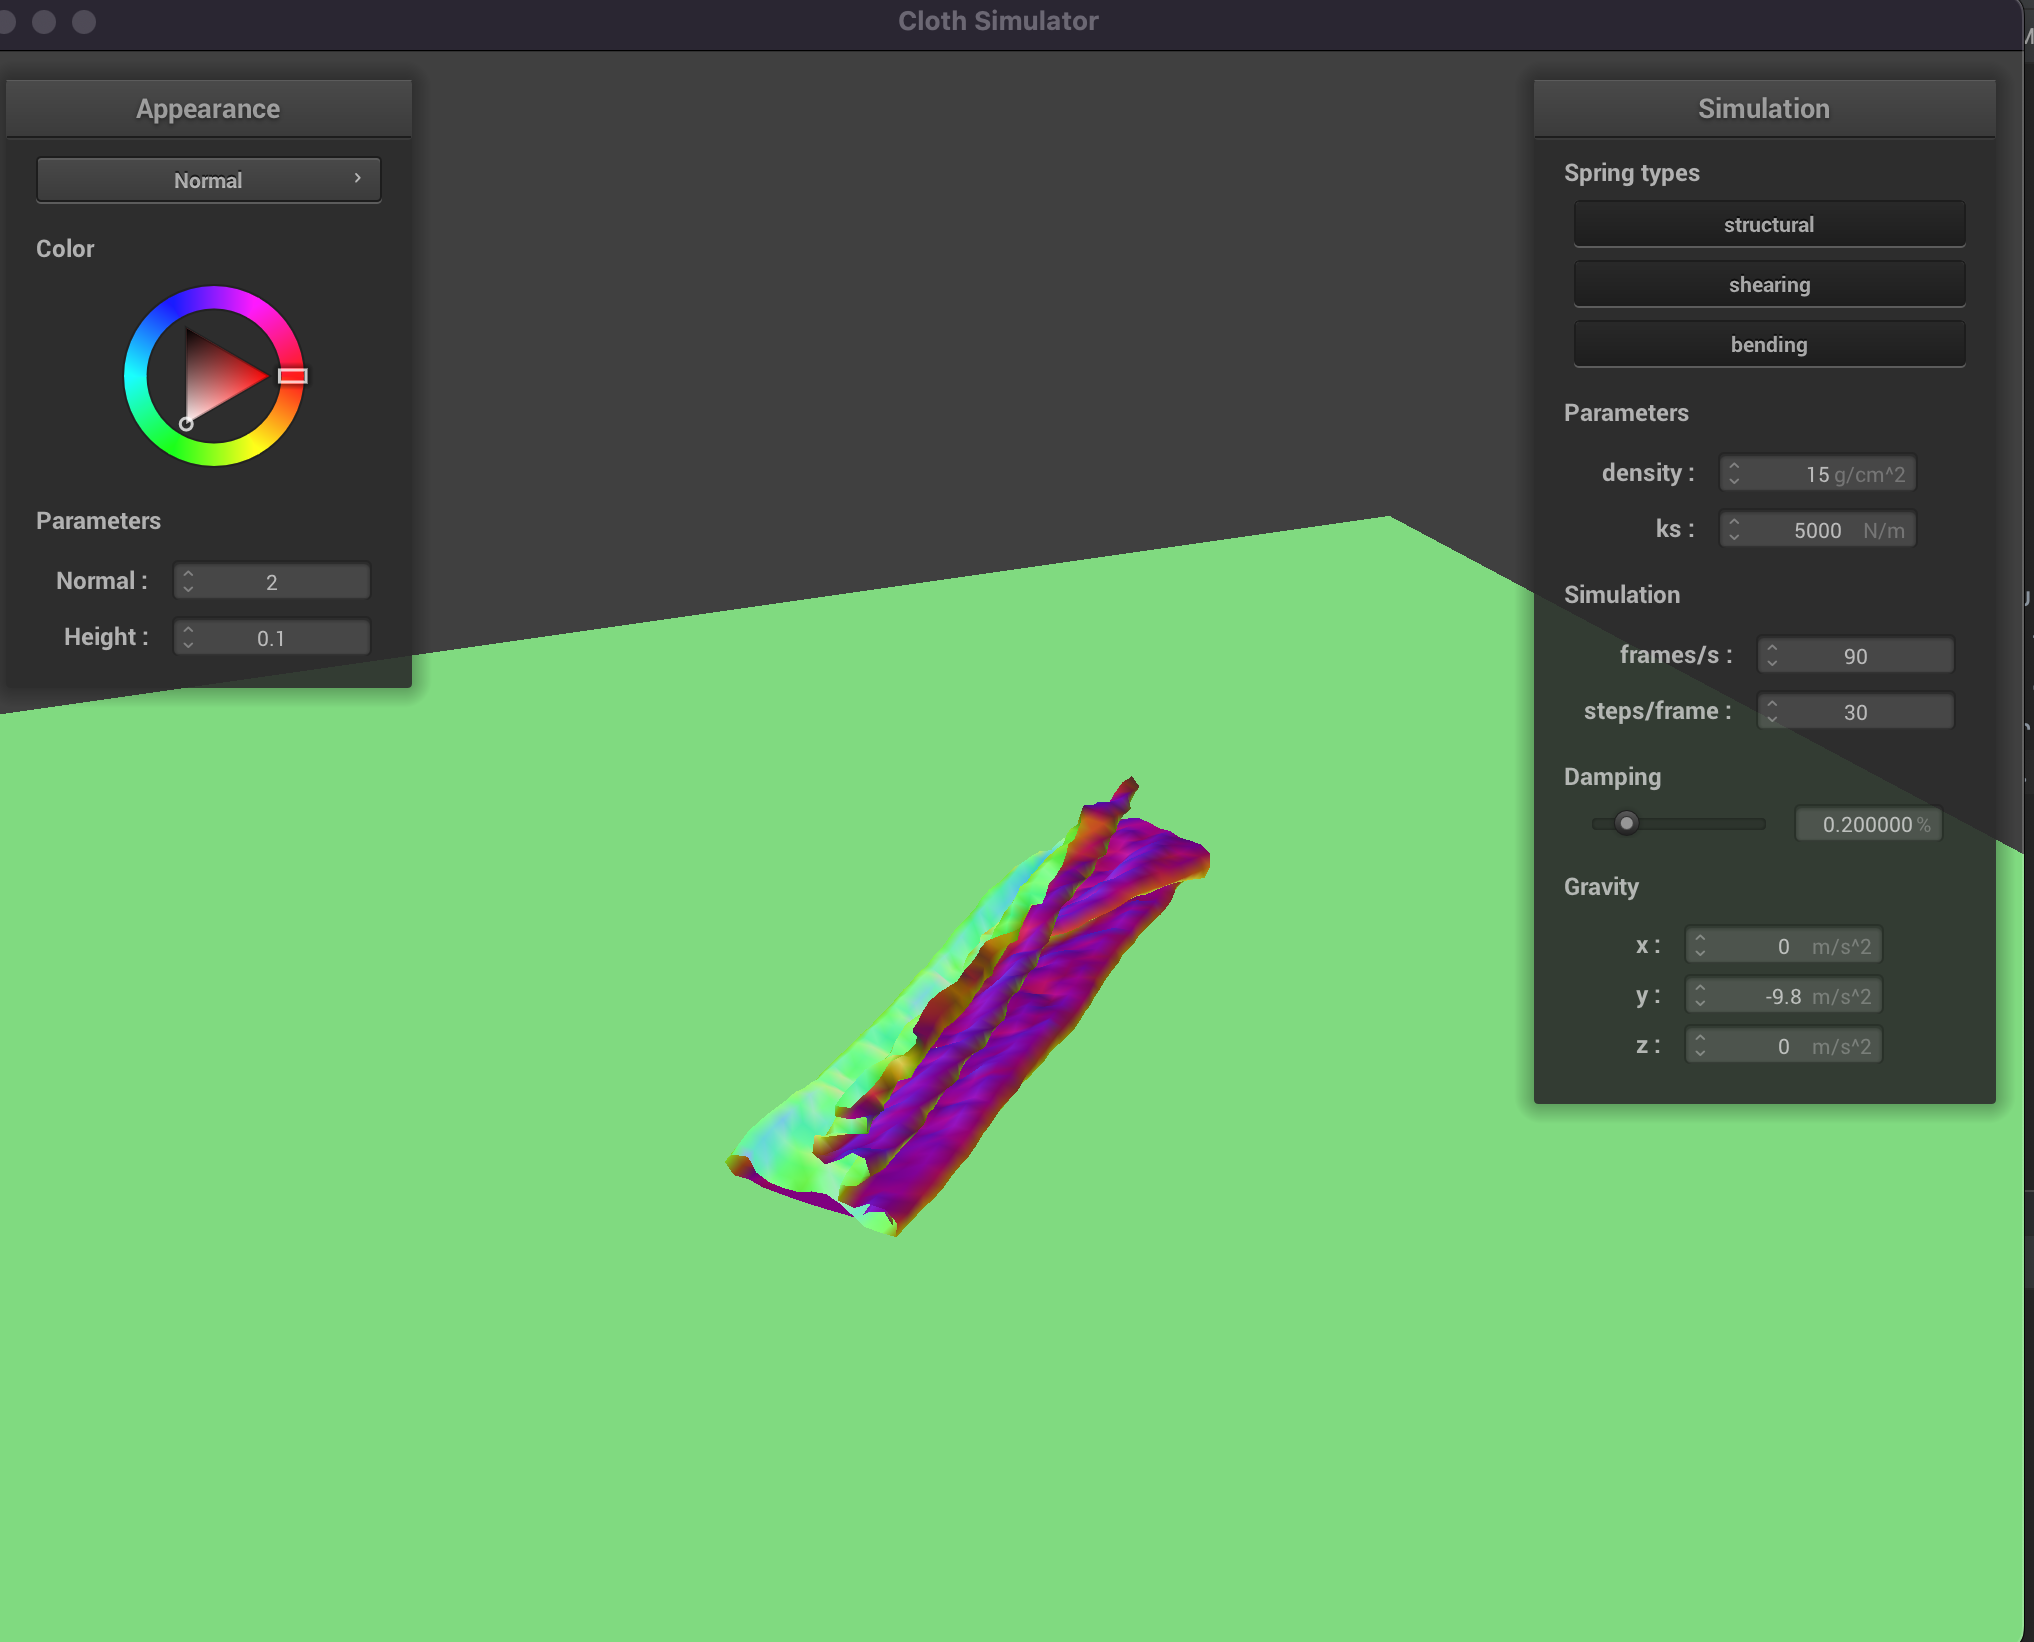 Cloth Simulator
Appearance
Normal
Color
Parameters
Normal :
2
Height :
0.1
Simulation
Spring types
structural
shearing
bending
Parameters
density :
15 g/cm^2
ks :
5000 N/m
Simulation
frames/s :
90
steps/frame :
30
Damping
0.200000 %
Gravity
x :
0 m/s^2
y :
-9.8 m/s^2
z :
0 m/s^2